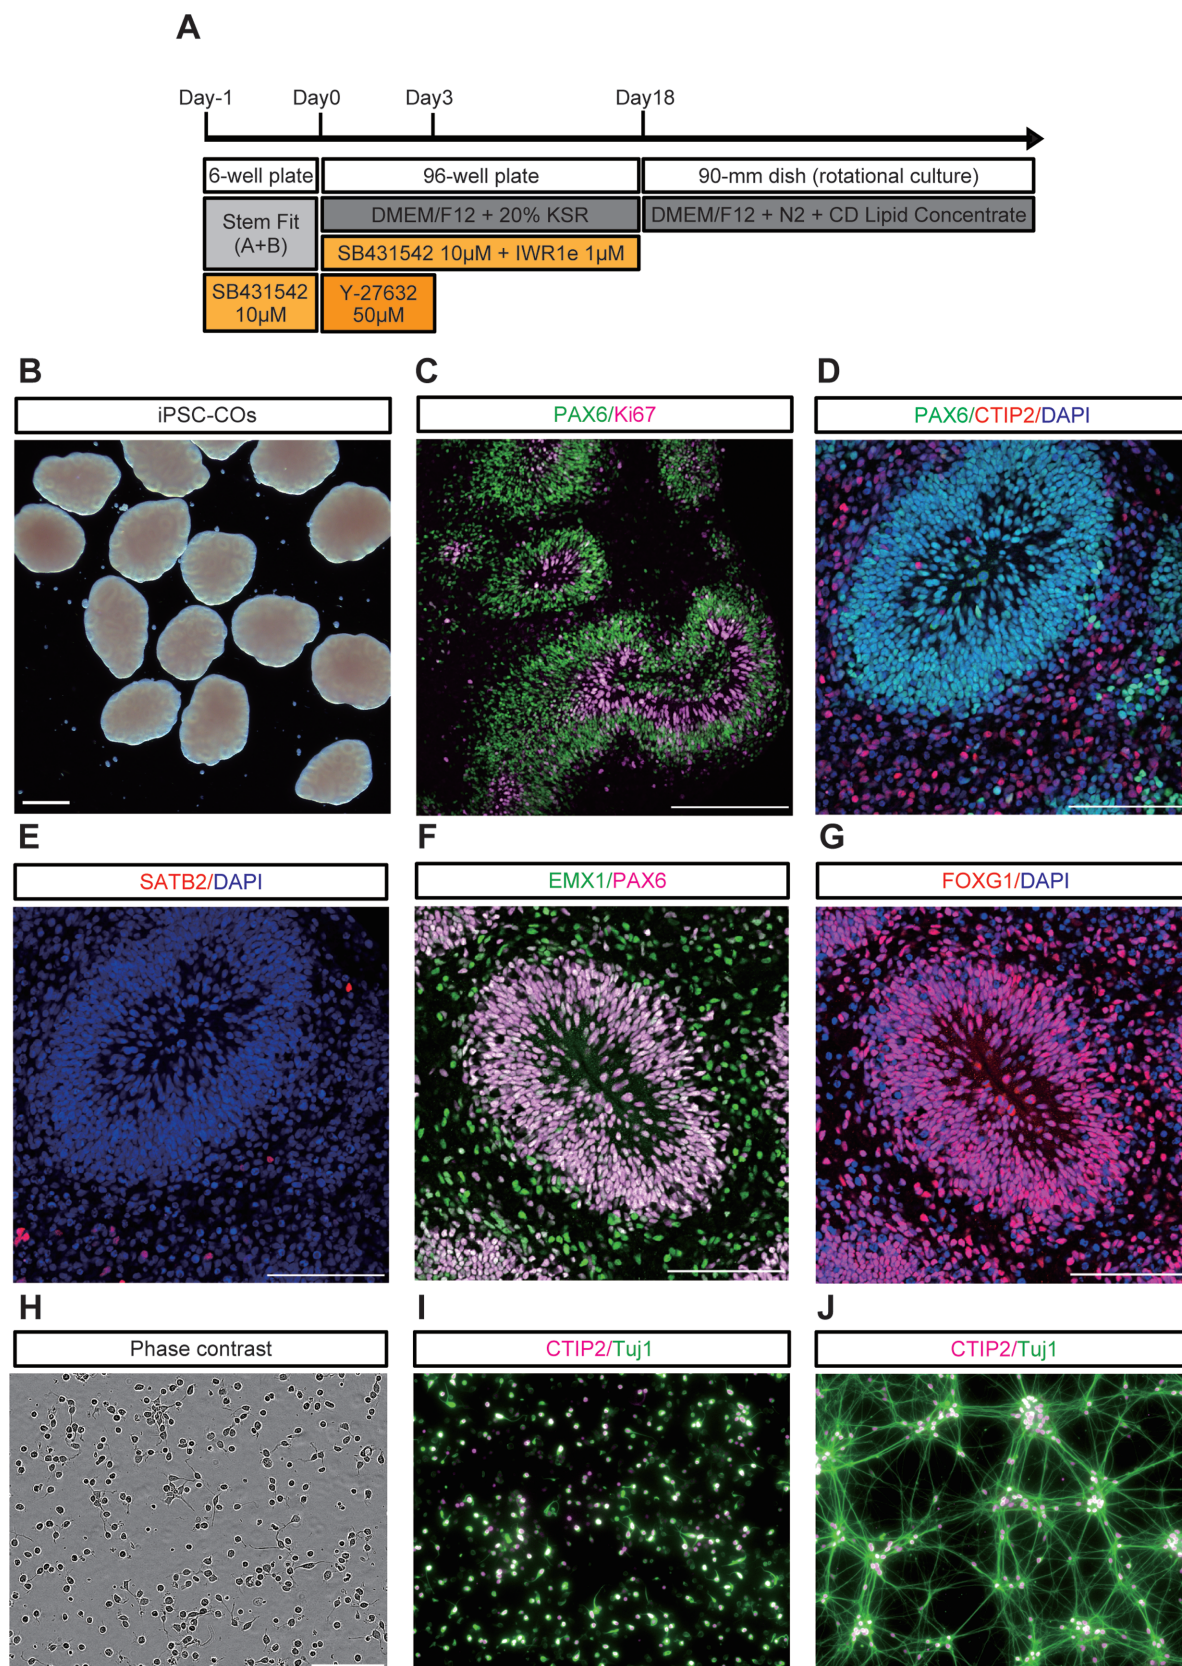 A
Day-1 Day0 Day3 Day18
6-well plate 96-well plate 90-mm dish (rotational culture)
Stem Fit
(A+B)
DMEM/F12 + 20% KSR DMEM/F12 + N2 + CD Lipid Concentrate
SB431542 10µM + IWR1e 1µM
SB431542
10µM
Y-27632
50µM
B C D
iPSC-COs PAX6/Ki67 PAX6/CTIP2/DAPI
E F G
SATB2/DAPI EMX1/PAX6 FOXG1/DAPI
H I J
Phase contrast CTIP2/Tuj1 CTIP2/Tuj1